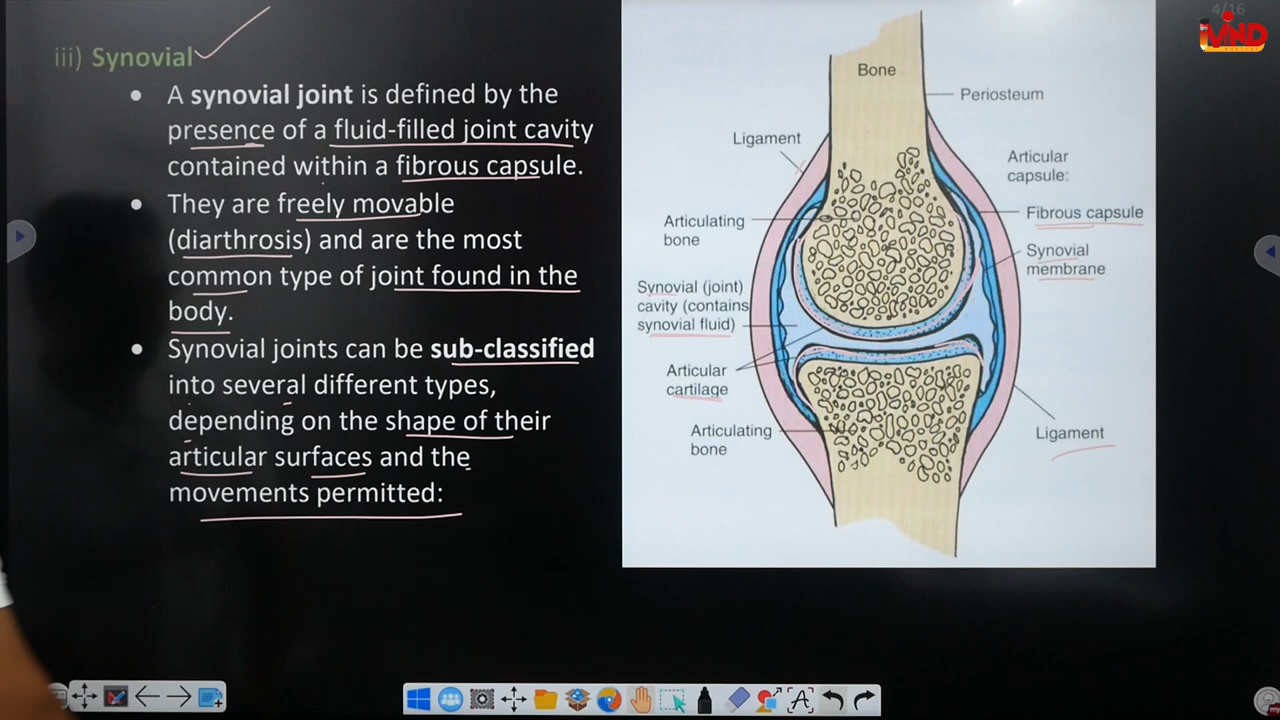 4/16
iMIND
iii) Synovial
• A synovial joint is defined by the
presence of a fluid-filled joint cavity
contained within a fibrous capsule.
• They are freely movable
(diarthrosis) and are the most
common type of joint found in the
body.
• Synovial joints can be sub-classified
into several different types,
depending on the shape of their
articular surfaces and the
movements permitted:
Bone
Periosteum
Ligament
Articular
capsule:
Fibrous capsule
Articulating
bone
Synovial
membrane
Synovial (joint)
cavity (contains
synovial fluid)
Articular
cartilage
Articulating
bone
Ligament
A